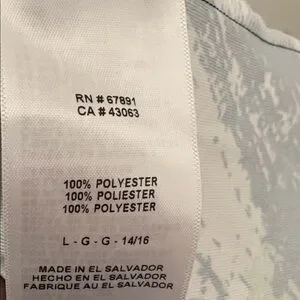 RN # 67891
CA # 43063
100% POLYESTER
100% POLIESTER
100% POLYESTER
L - G - G - 14/16
MADE IN EL SALVADOR
HECHO EN EL SALVADOR
FABRIQUE AU EL SALVADOR